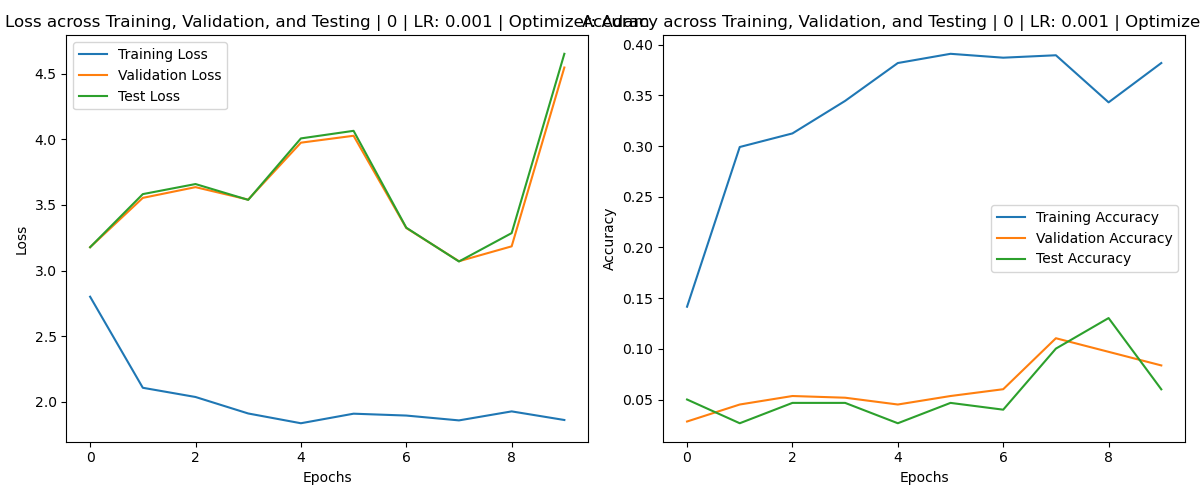 Loss across Training, Validation, and Testing | 0 | LR: 0.001 | Optimizer: Adam
Accuracy across Training, Validation, and Testing | 0 | LR: 0.001 | Optimize
Training Loss
Validation Loss
Test Loss
4.5
4.0
3.5
3.0
2.5
2.0
Loss
0 2 4 6 8
Epochs
0.40
0.35
0.30
0.25
0.20
0.15
0.10
0.05
Accuracy
Training Accuracy
Validation Accuracy
Test Accuracy
0 2 4 6 8
Epochs